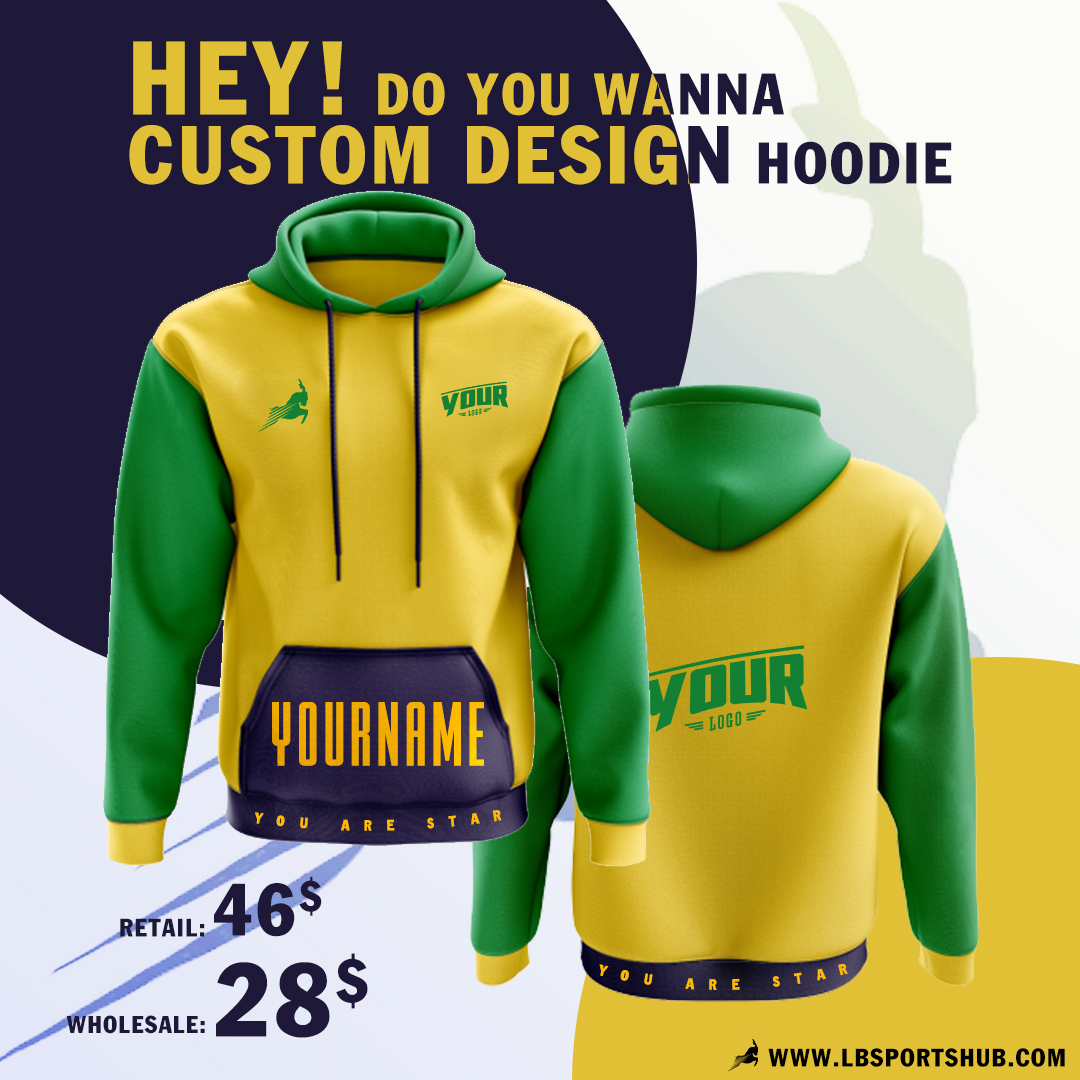 HEY! DO YOU WANNA
CUSTOM DESIGN HOODIE
YOUR
LOGO
YOURNAME
YOU ARE STAR
YOUR
LOGO
YOU ARE STAR
RETAIL: 46$
WHOLESALE: 28$
WWW.LBSPORTSHUB.COM